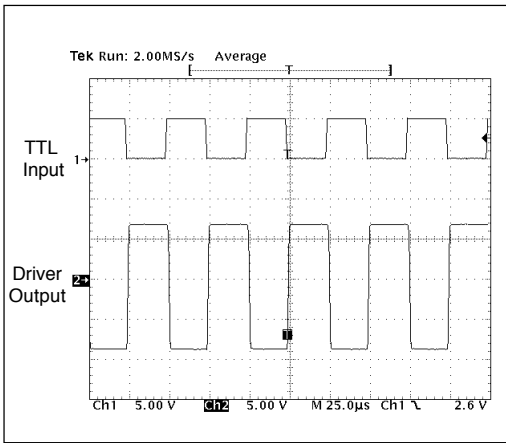 Tek Run: 2.00MS/s Average
[ T ]
TTL
Input
1
T
Driver
Output
2
T
Ch1 5.00 V Ch2 5.00 V M 25.0µs Ch1 2.6 V